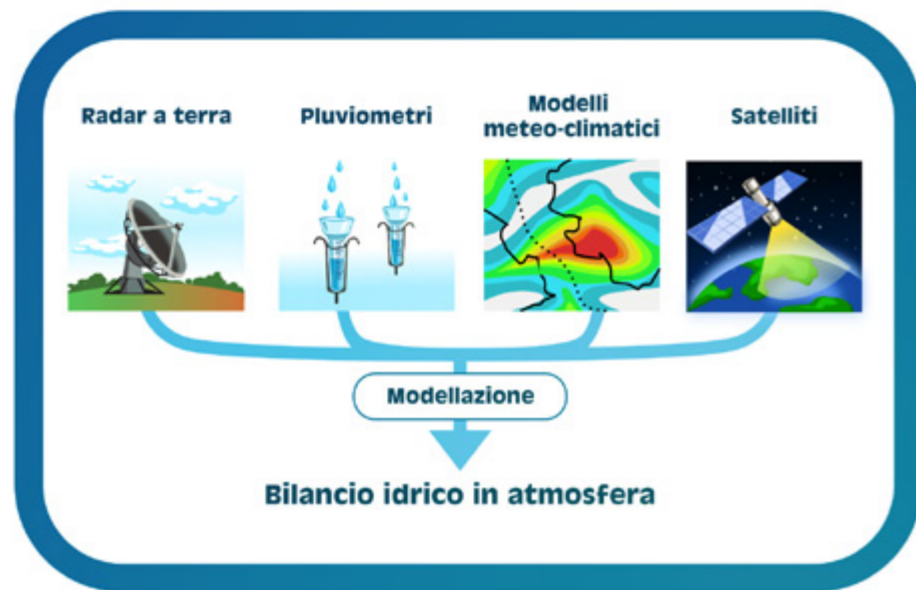 Radar a terra
Pluviometri
Modelli
meteo-climatici
Satelliti
Modellazione
Bilancio idrico in atmosfera